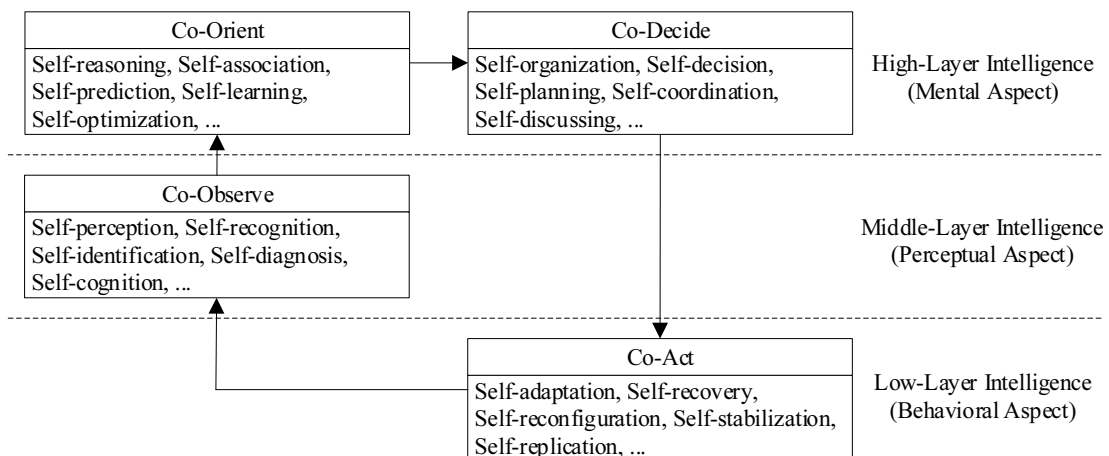 Co-Orient
Self-reasoning, Self-association,
Self-prediction, Self-learning,
Self-optimization, ...
Co-Decide
Self-organization, Self-decision,
Self-planning, Self-coordination,
Self-discussing, ...
High-Layer Intelligence
(Mental Aspect)
Co-Observe
Self-perception, Self-recognition,
Self-identification, Self-diagnosis,
Self-cognition, ...
Middle-Layer Intelligence
(Perceptual Aspect)
Co-Act
Self-adaptation, Self-recovery,
Self-reconfiguration, Self-stabilization,
Self-replication, ...
Low-Layer Intelligence
(Behavioral Aspect)